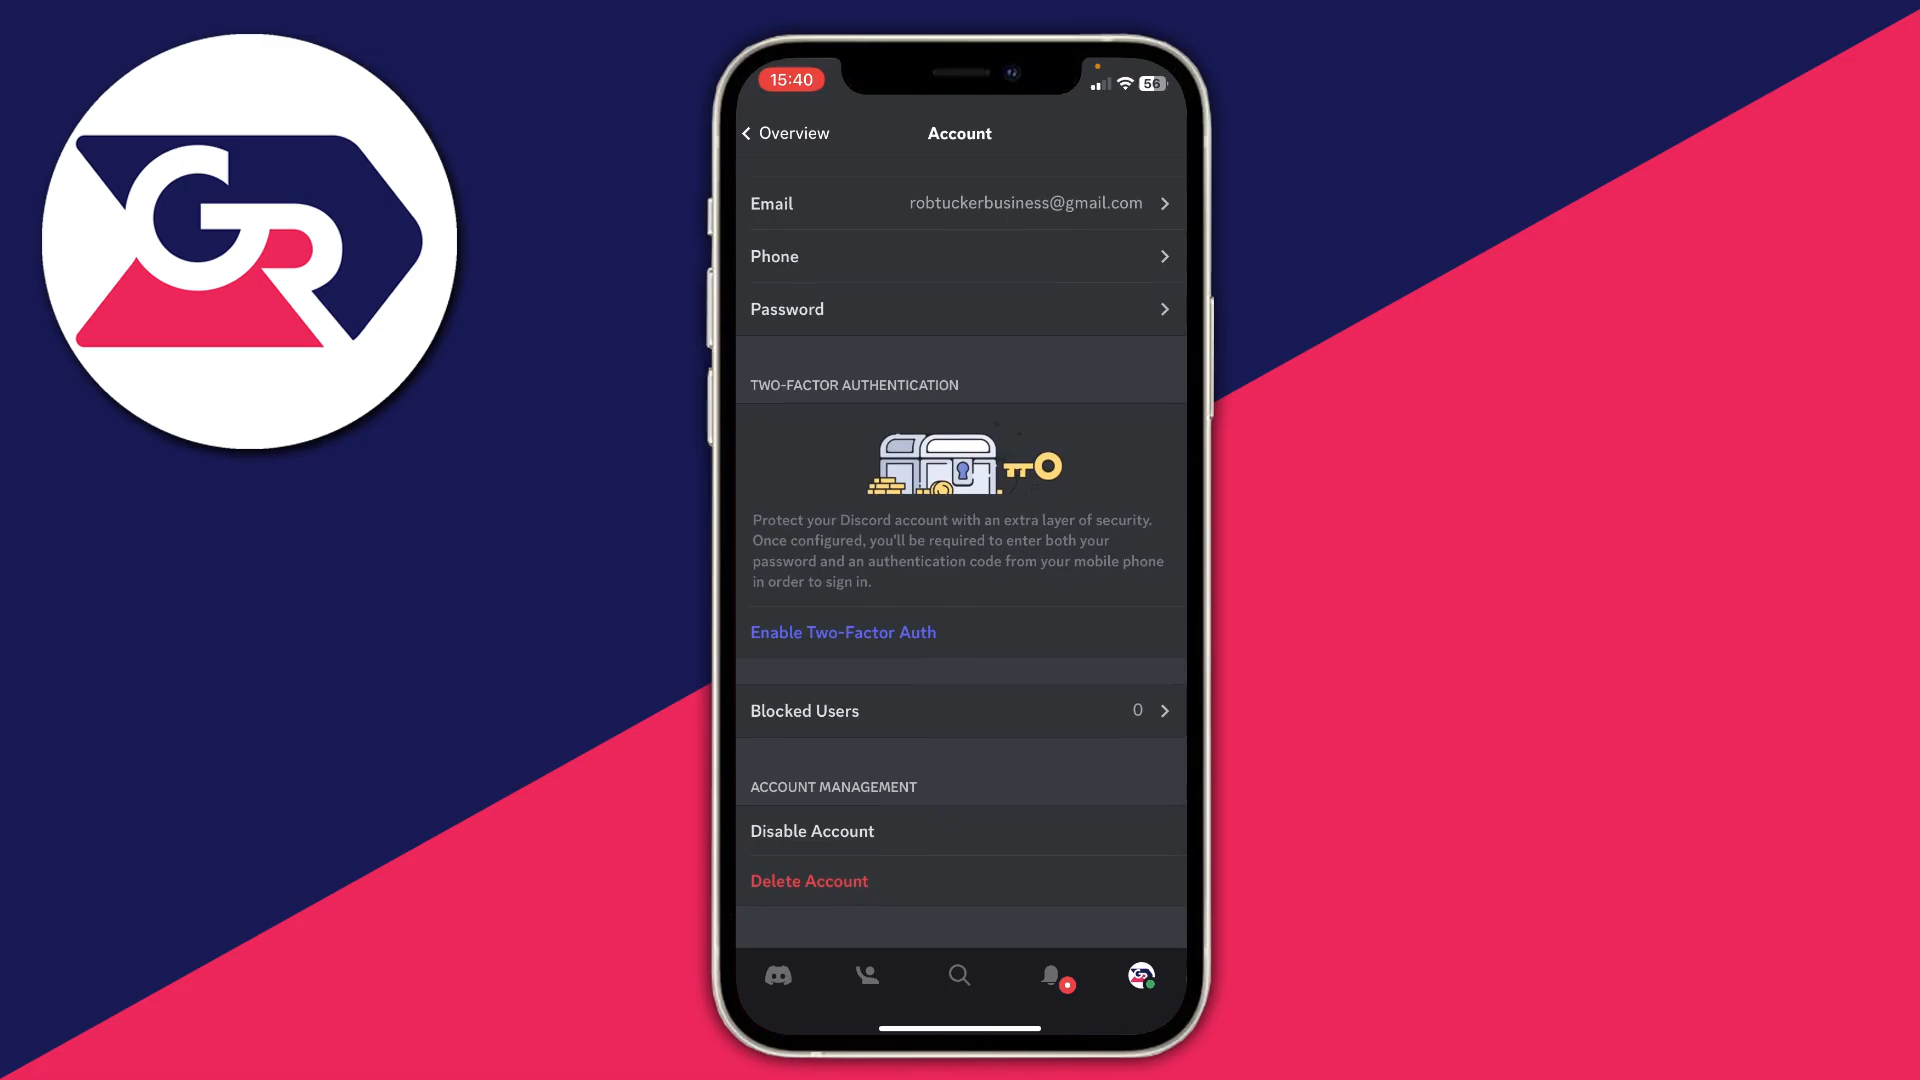 GR
15:40
56
Overview
Account
Email
robtuckerbusiness@gmail.com
Phone
Password
TWO-FACTOR AUTHENTICATION
Protect your Discord account with an extra layer of security.
Once configured, you'll be required to enter both your
password and an authentication code from your mobile phone
in order to sign in.
Enable Two-Factor Auth
Blocked Users
0
ACCOUNT MANAGEMENT
Disable Account
Delete Account